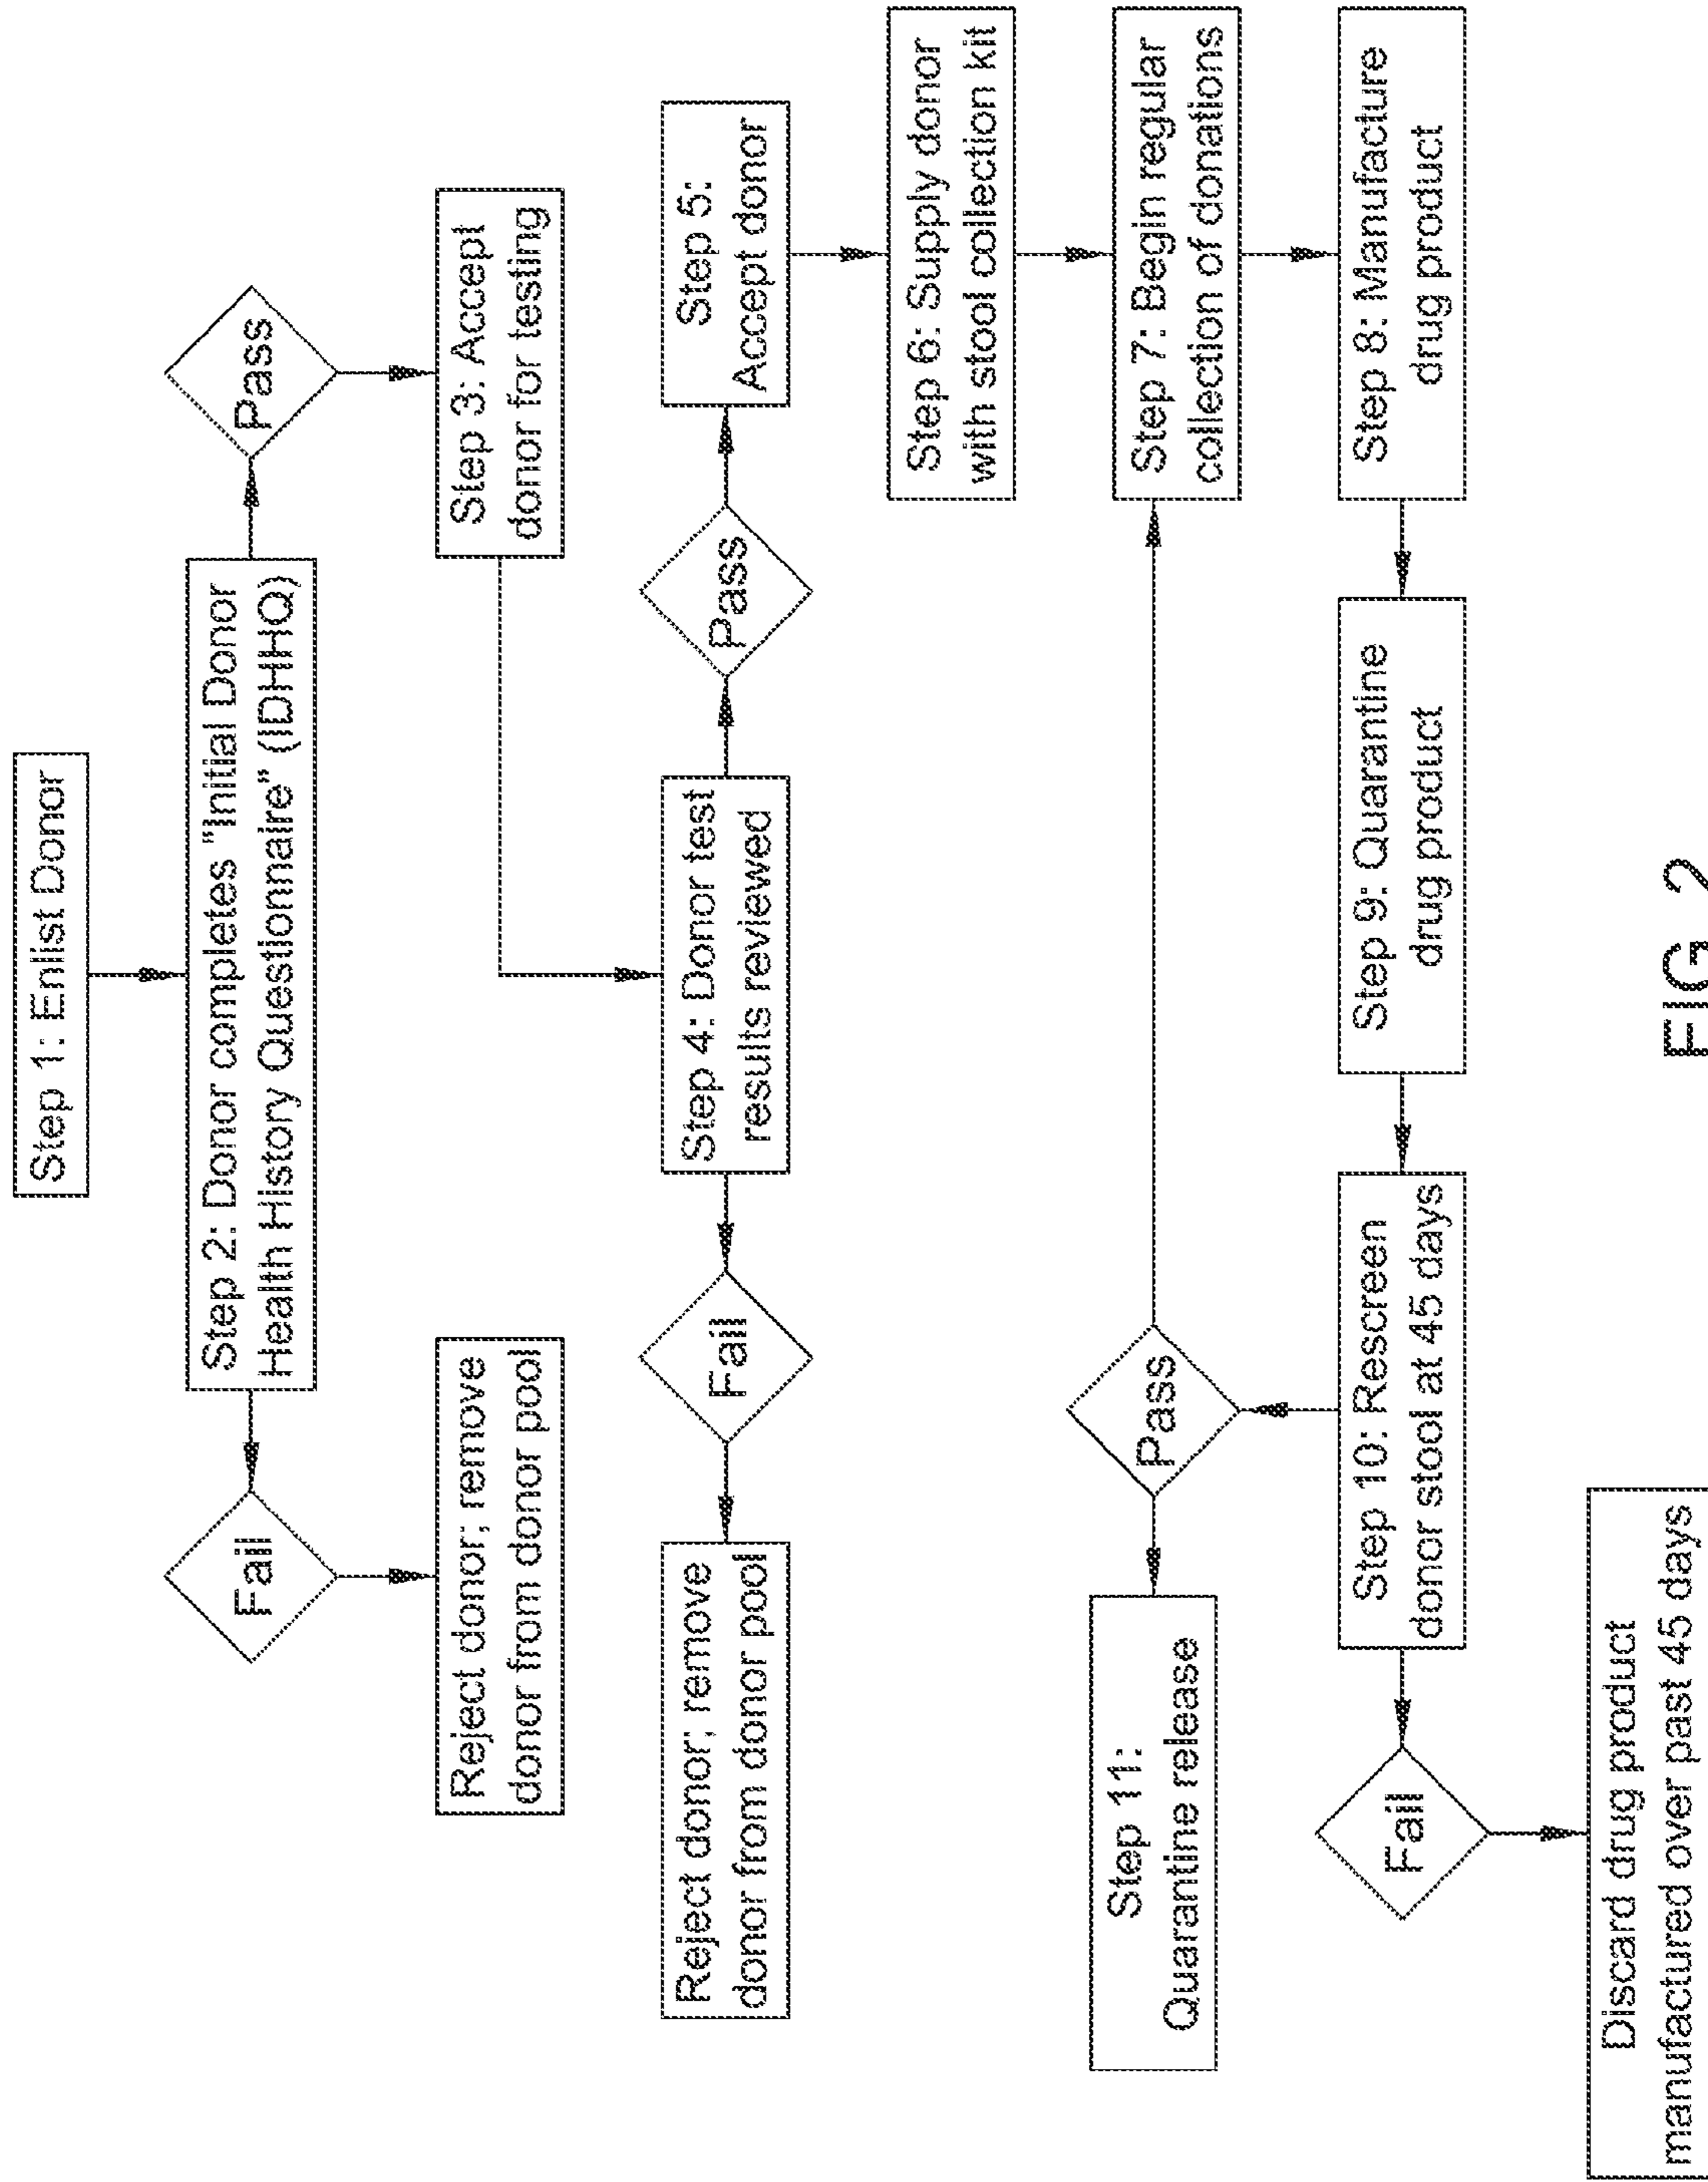 Step 1: Enlist Donor
Step 2: Donor completes "Initial Donor
Health History Questionnaire" (IDHHQ)
Fail
Pass
Reject donor; remove
donor from donor pool
Step 3: Accept
donor for testing
Reject donor; remove
donor from donor pool
Fail
Step 4: Donor test
results reviewed
Pass
Step 5:
Accept donor
Step 6: Supply donor
with stool collection kit
Step 11:
Quarantine release
Pass
Step 7: Begin regular
collection of donations
Fail
Step 10: Rescreen
donor stool at 45 days
Step 9: Quarantine
drug product
Step 8: Manufacture
drug product
Discard drug product
manufactured over past 45 days
FIG 2